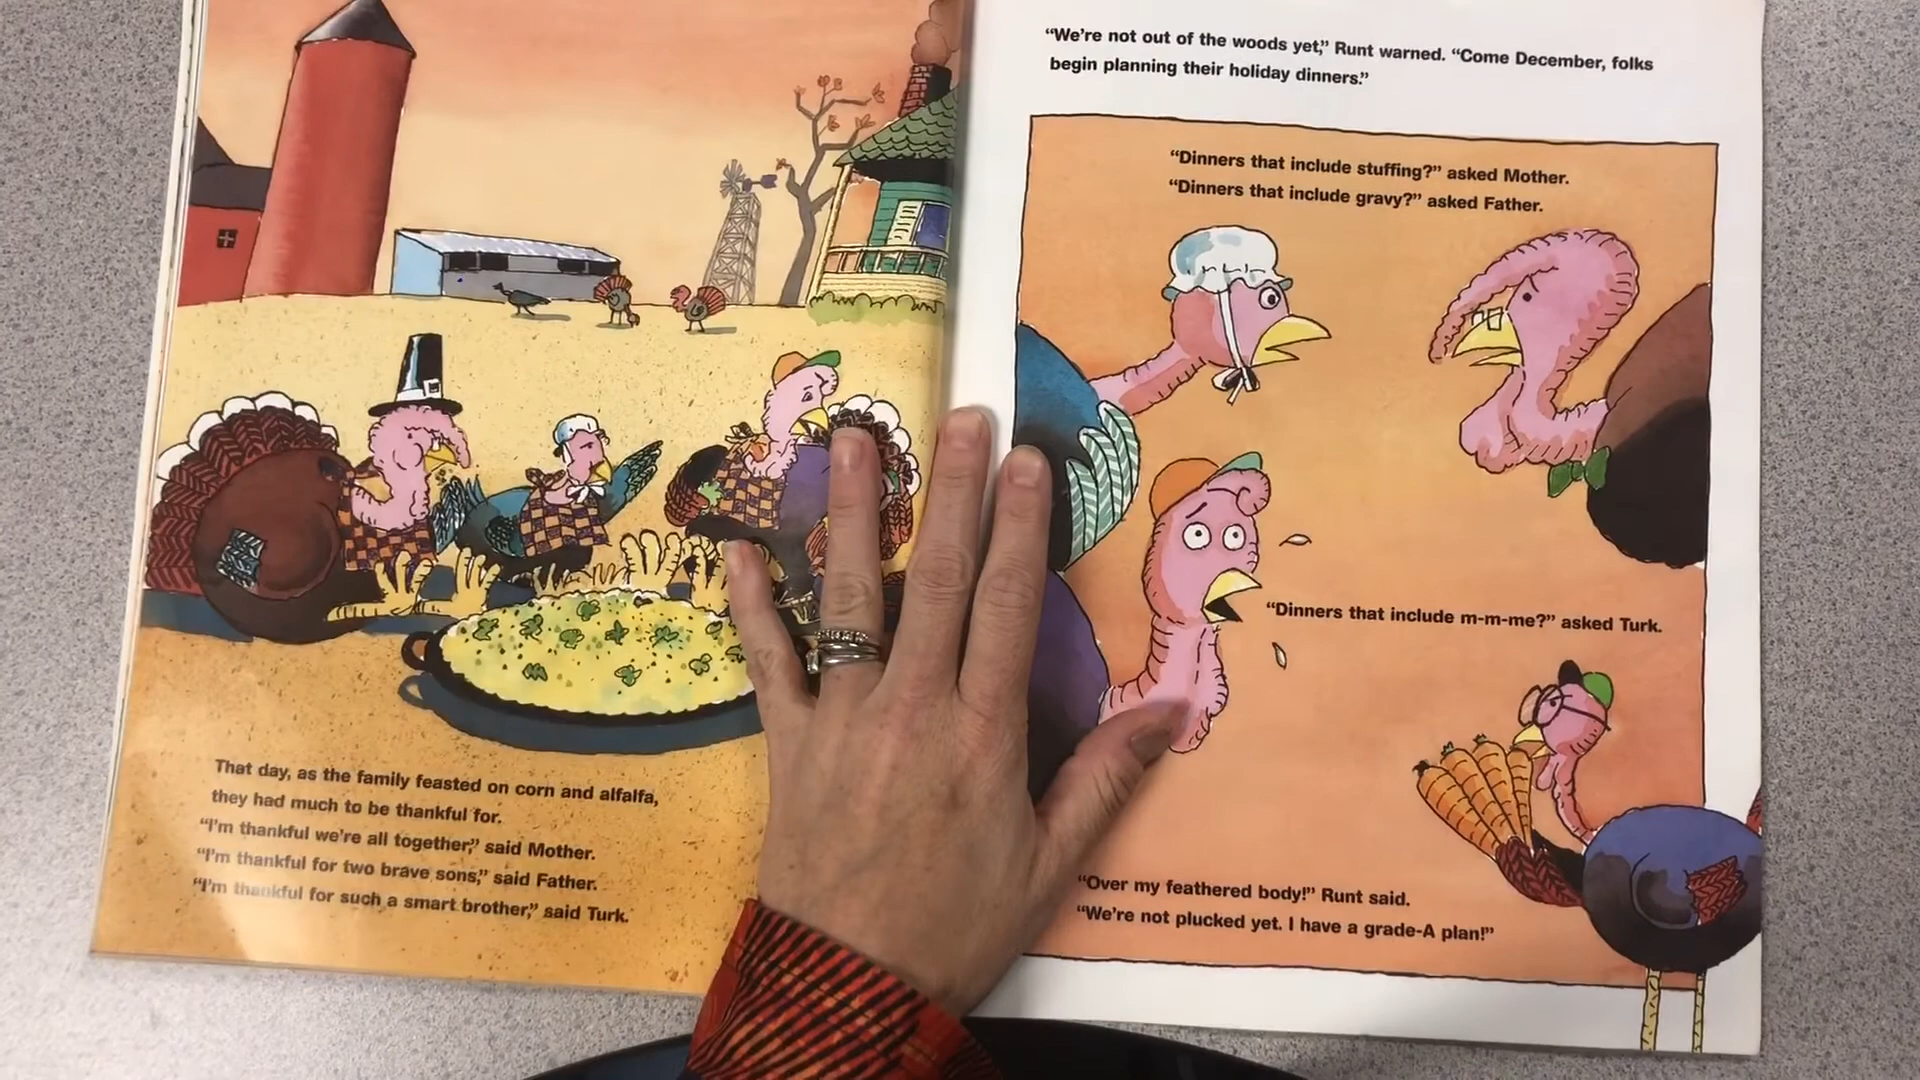 That day, as the family feasted on corn and alfalfa,
they had much to be thankful for.
“I’m thankful we’re all together,” said Mother.
“I’m thankful for two brave sons,” said Father.
“I’m thankful for such a smart brother,” said Turk.
“We’re not out of the woods yet,” Runt warned. “Come December, folks
begin planning their holiday dinners.”
“Dinners that include stuffing?” asked Mother.
“Dinners that include gravy?” asked Father.
“Dinners that include m-m-me?” asked Turk.
“Over my feathered body!” Runt said.
“We’re not plucked yet. I have a grade-A plan!”